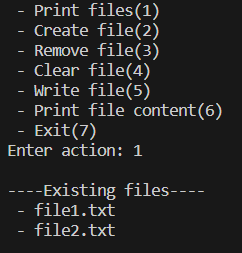 - Print files(1)
- Create file(2)
- Remove file(3)
- Clear file(4)
- Write file(5)
- Print file content(6)
- Exit(7)
Enter action: 1
----Existing files----
- file1.txt
- file2.txt